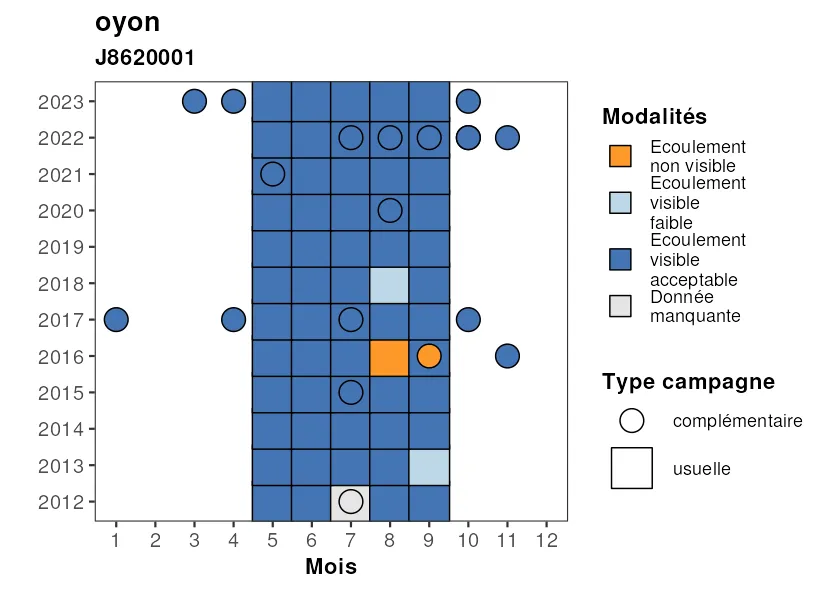 oyon
J8620001
2023
2022
2021
2020
2019
2018
2017
2016
2015
2014
2013
2012
1 2 3 4 5 6 7 8 9 10 11 12
Mois
Modalités
Ecoulement
non visible
Ecoulement
visible
faible
Ecoulement
visible
acceptable
Donnée
manquante
Type campagne
complémentaire
usuelle